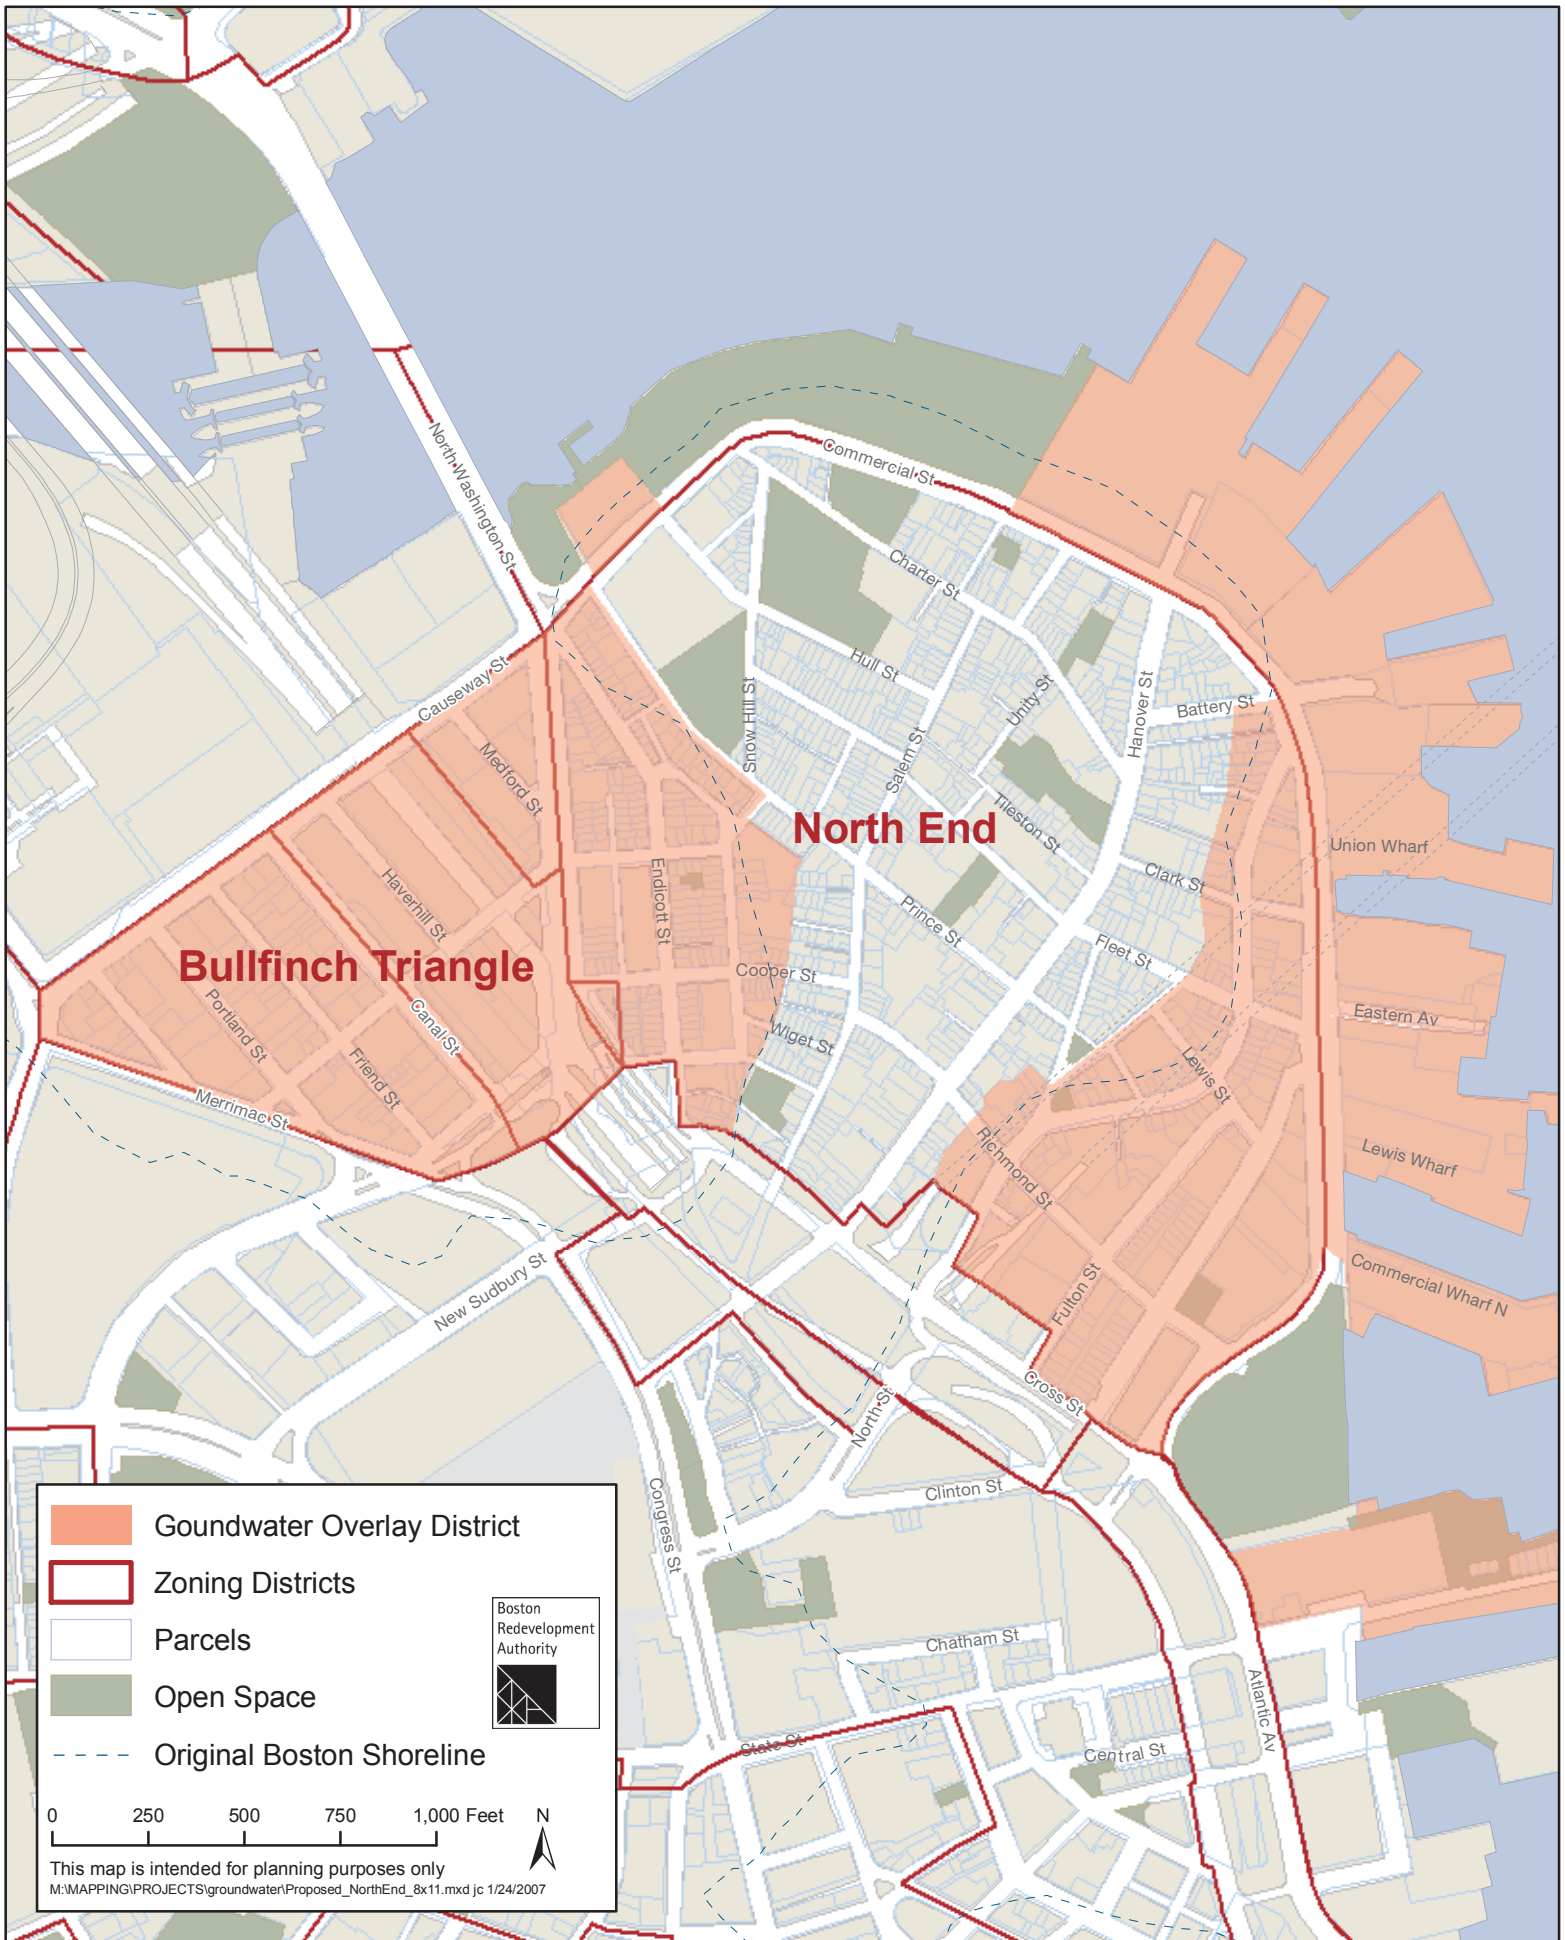 North Washington St
Commercial St
Charter St
Hull St
Snow Hill St
Unity St
Salem St
Hanover St
Battery St
Causeway St
Medford St
North End
Tileston St
Union Wharf
Haverhill St
Endicott St
Clark St
Prince St
Bullfinch Triangle
Cooper St
Fleet St
Portland St
Canal St
Wiget St
Eastern Av
Friend St
Lewis St
Merrimac St
Richmond St
Lewis Wharf
New Sudbury St
Fulton St
Commercial Wharf N
Cross St
North St
Congress St
Clinton St
Chatham St
Atlantic Av
State St
Central St
Goundwater Overlay District
Zoning Districts
Parcels
Open Space
Original Boston Shoreline
Boston
Redevelopment
Authority
0 250 500 750 1,000 Feet N
This map is intended for planning purposes only
M:\MAPPING\PROJECTS\groundwater\Proposed_NorthEnd_8x11.mxd jc 1/24/2007